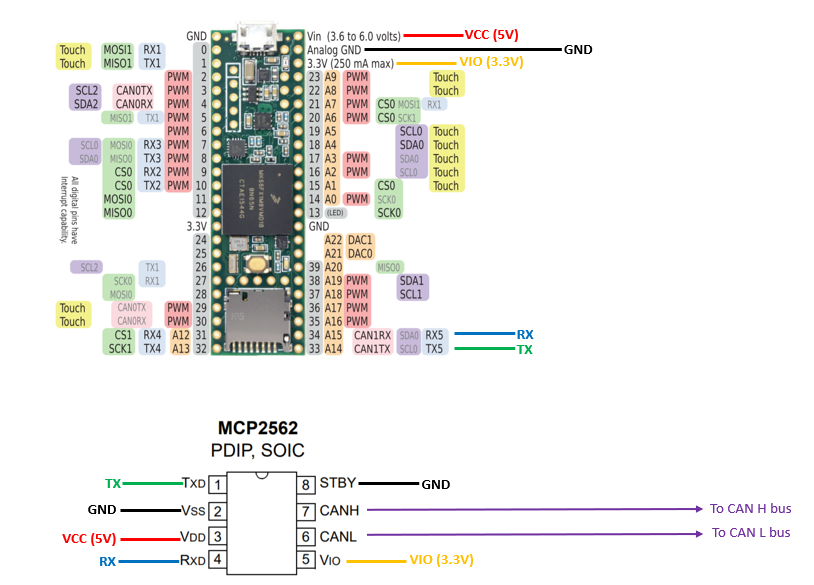 GND Vin (3.6 to 6.0 volts) VCC (5V)
Touch MOSI1 RX1 0 Analog GND GND
Touch MISO1 TX1 1 3.3V (250 mA max) VIO (3.3V)
PWM 2 23 A9 PWM Touch
SCL2 CAN0TX PWM 3 22 A8 PWM Touch
SDA2 CAN0RX PWM 4 21 A7 PWM CS0 MOSI1 RX1
MISO1 TX1 PWM 5 20 A6 PWM CS0 SCK1
PWM 6 19 A5 SCL0 Touch
SCL0 MOSI0 RX3 PWM 7 18 A4 SDA0 Touch
SDA0 MISO0 TX3 PWM 8 17 A3 PWM SDA0 Touch
CS0 RX2 PWM 9 16 A2 PWM SCL0 Touch
CS0 TX2 PWM 10 15 A1 CS0 Touch
MOSI0 11 14 A0 PWM SCK0
MISO0 12 13 (LED) SCK0
3.3V GND
24 A22 DAC1
25 A21 DAC0
SCL2 TX1 26 39 A20 MISO0
SCK0 RX1 27 38 A19 PWM SDA1
MOSI0 28 37 A18 PWM SCL1
Touch CAN0TX PWM 29 36 A17 PWM
Touch CAN0RX PWM 30 35 A16 PWM
CS1 RX4 A12 31 34 A15 CAN1RX SDA0 RX5 RX
SCK1 TX4 A13 32 33 A14 CAN1TX SCL0 TX5 TX
All digital pins have
Interrupt capability.
MCP2562
PDIP, SOIC
TX TXD 1 8 STBY GND
GND VSS 2 7 CANH To CAN H bus
VCC (5V) VDD 3 6 CANL To CAN L bus
RX RXD 4 5 VIO VIO (3.3V)